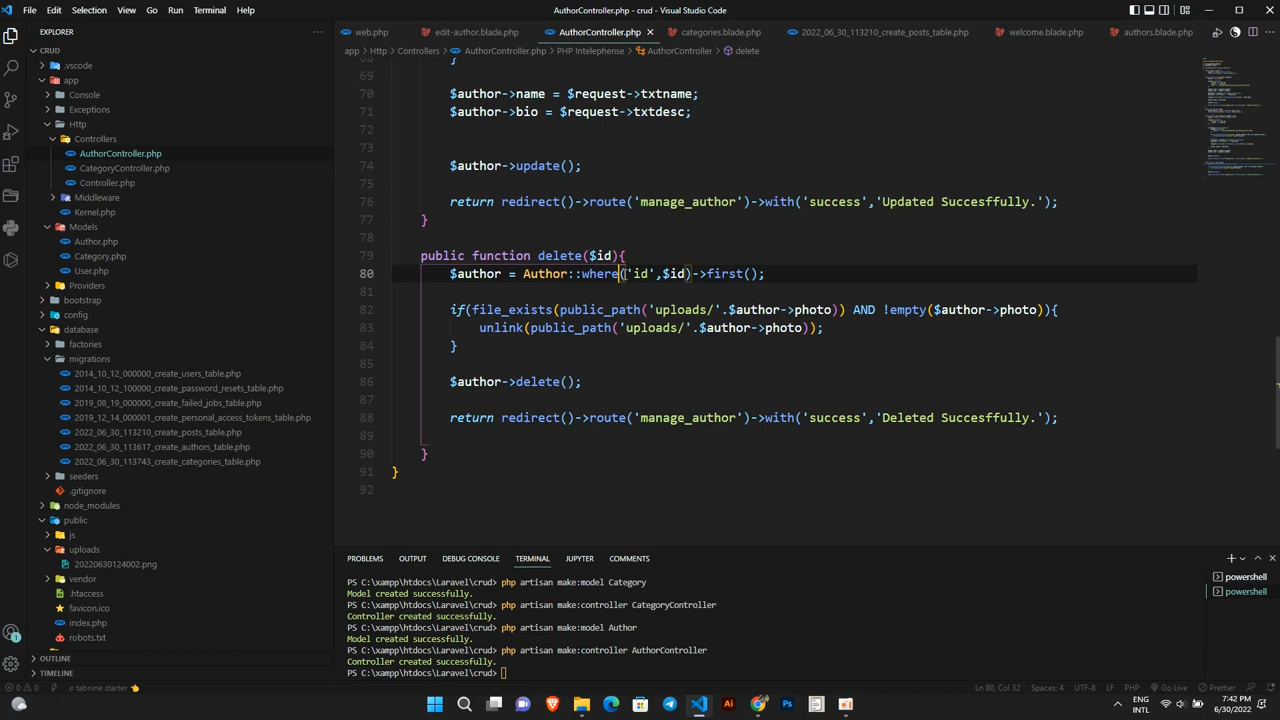 File Edit Selection View Go Run Terminal Help
AuthorController.php - crud - Visual Studio Code
EXPLORER
web.php
edit-author.blade.php
AuthorController.php
categories.blade.php
2022_06_30_113210_create_posts_table.php
welcome.blade.php
authors.blade.php
app > Http > Controllers > AuthorController.php > PHP Intelephense > AuthorController > delete
CRUD
.vscode
app
Console
Exceptions
Http
Controllers
AuthorController.php
CategoryController.php
Controller.php
Middleware
Kernel.php
Models
Author.php
Category.php
User.php
Providers
bootstrap
config
database
factories
migrations
2014_10_12_000000_create_users_table.php
2014_10_12_100000_create_password_resets_table.php
2019_08_19_000000_create_failed_jobs_table.php
2019_12_14_000001_create_personal_access_tokens_table.php
2022_06_30_113210_create_posts_table.php
2022_06_30_113617_create_authors_table.php
2022_06_30_113743_create_categories_table.php
seeders
.gitignore
node_modules
public
js
uploads
20220630124002.png
vendor
.htaccess
favicon.ico
index.php
robots.txt
OUTLINE
TIMELINE
68 }
69
70 $author->name = $request->txtname;
71 $author->info = $request->txtdesc;
72
73
74 $author->update();
75
76 return redirect()->route('manage_author')->with('success','Updated Succesffully.');
77 }
78
79 public function delete($id){
80 $author = Author::where('id',$id)->first();
81
82 if(file_exists(public_path('uploads/'.$author->photo)) AND !empty($author->photo)){
83 unlink(public_path('uploads/'.$author->photo));
84 }
85
86 $author->delete();
87
88 return redirect()->route('manage_author')->with('success','Deleted Succesffully.');
89
90 }
91 }
92
PROBLEMS OUTPUT DEBUG CONSOLE TERMINAL JUPYTER COMMENTS
PS C:\xampp\htdocs\Laravel\crud> php artisan make:model Category
Model created successfully.
PS C:\xampp\htdocs\Laravel\crud> php artisan make:controller CategoryController
Controller created successfully.
PS C:\xampp\htdocs\Laravel\crud> php artisan make:model Author
Model created successfully.
PS C:\xampp\htdocs\Laravel\crud> php artisan make:controller AuthorController
Controller created successfully.
PS C:\xampp\htdocs\Laravel\crud>
powershell
powershell
0 0 tabnine starter
Ln 80, Col 32 Spaces: 4 UTF-8 LF PHP Go Live Prettier
ENG
INTL
7:42 PM
6/30/2022